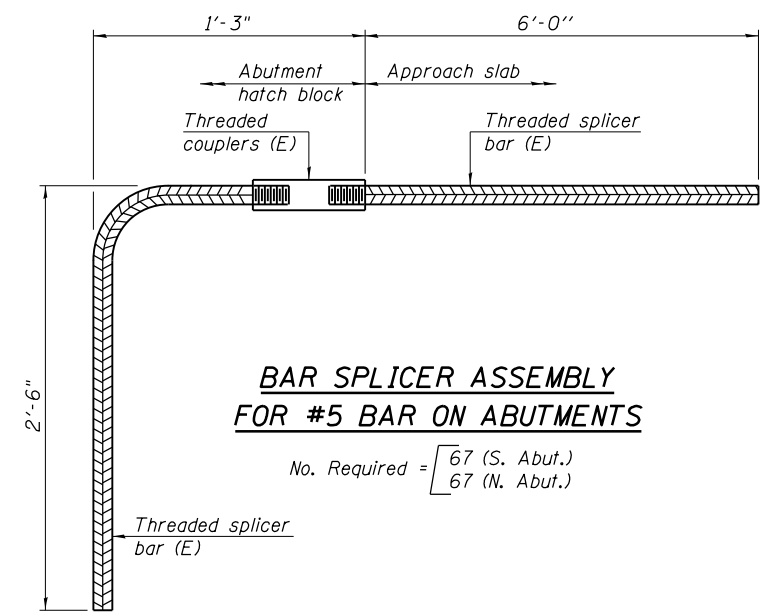 1'-3"
6'-0''
Abutment
hatch block
Approach slab
Threaded
couplers (E)
Threaded splicer
bar (E)
2'-6"
BAR SPLICER ASSEMBLY
FOR #5 BAR ON ABUTMENTS
No. Required =
67 (S. Abut.)
67 (N. Abut.)
Threaded splicer
bar (E)